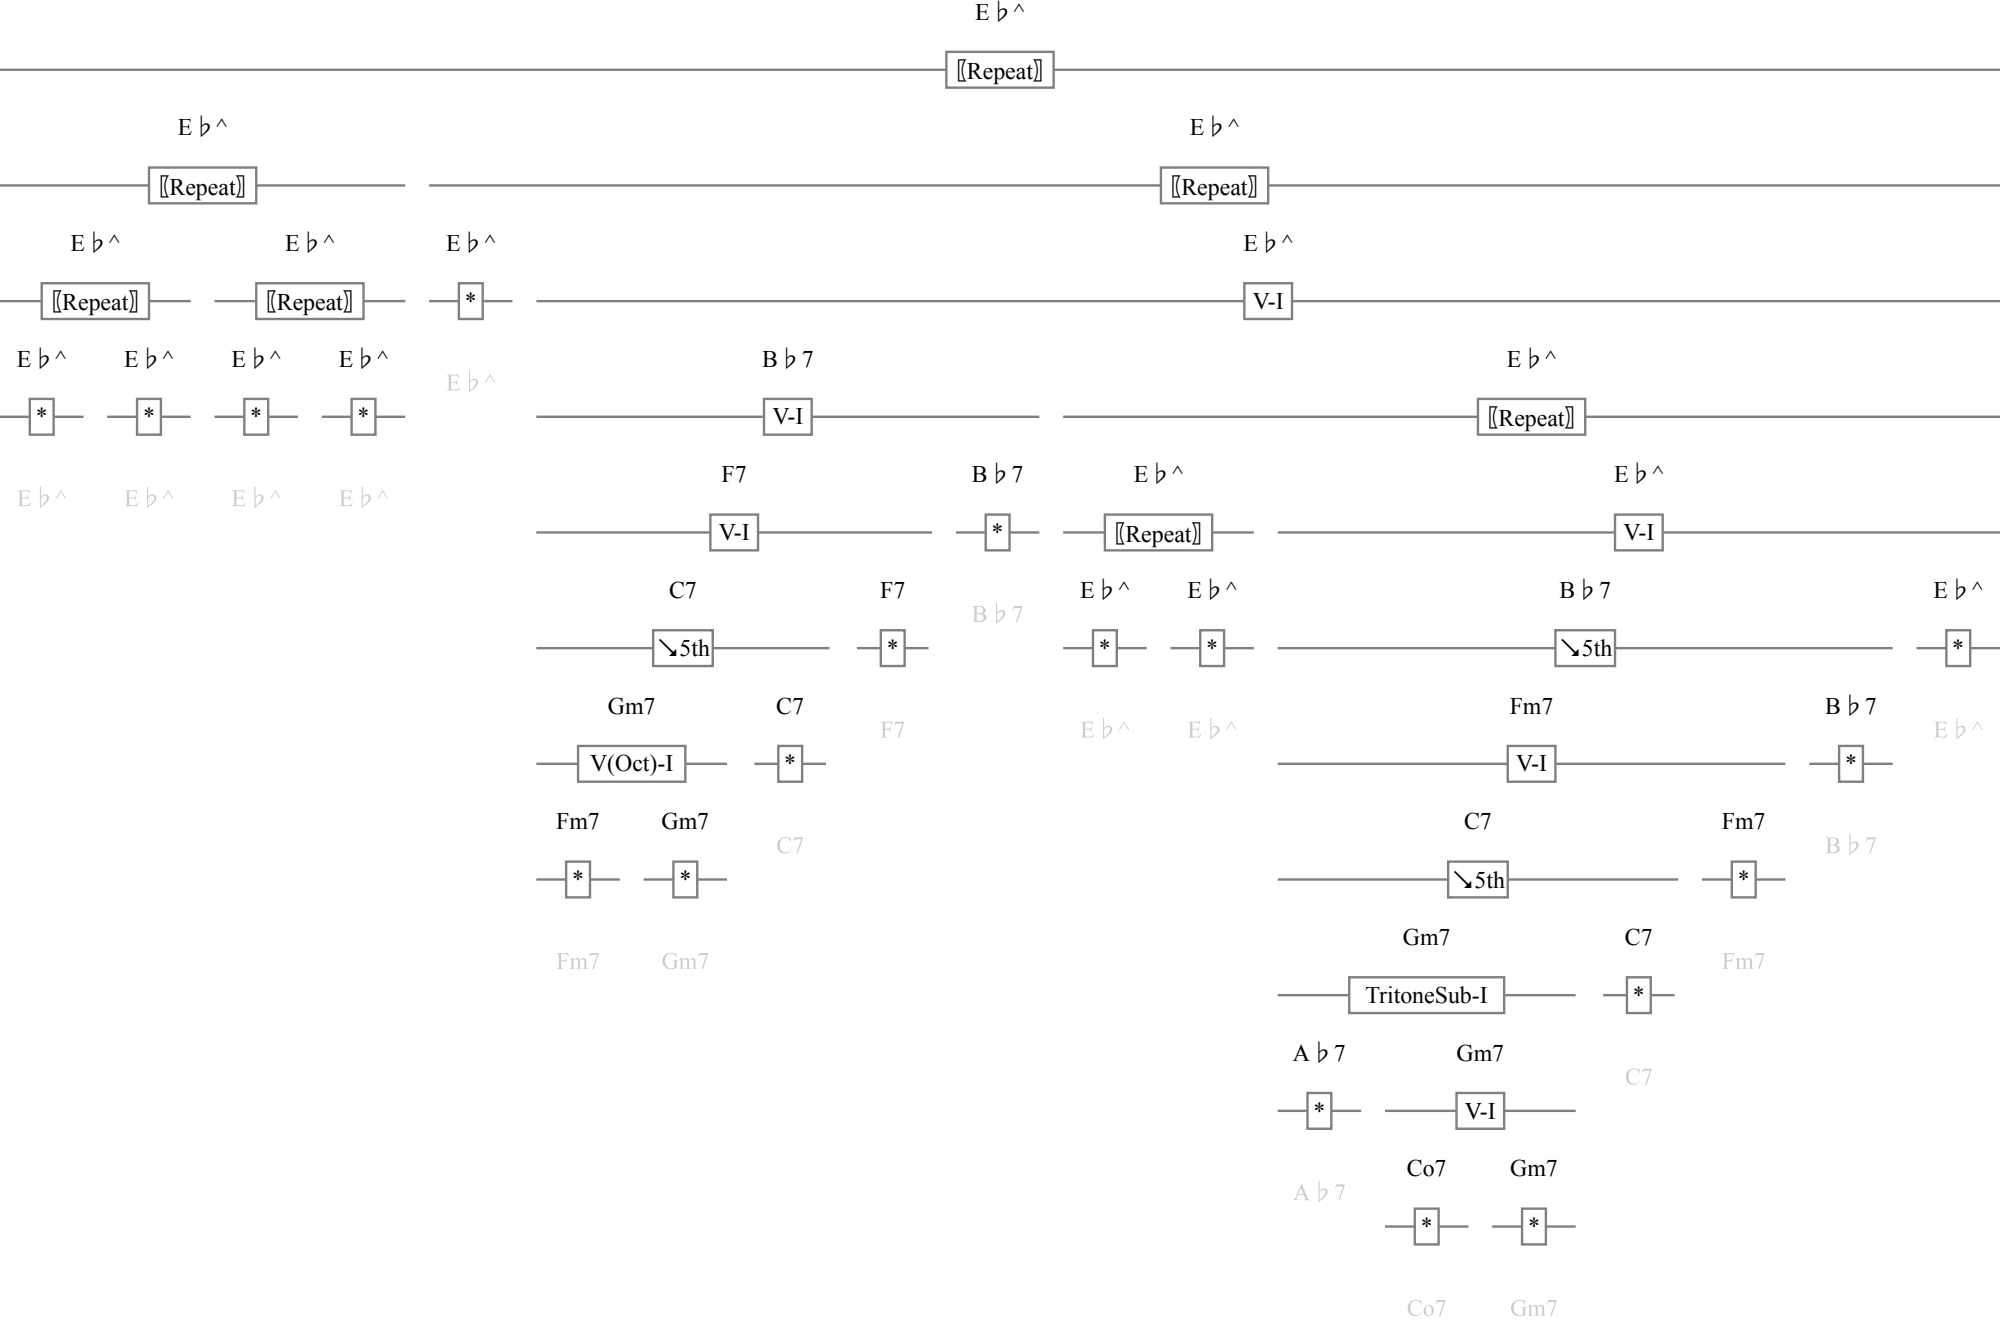 E♭^
⟦Repeat⟧
E♭^ E♭^
⟦Repeat⟧ ⟦Repeat⟧
E♭^ E♭^ E♭^ E♭^
⟦Repeat⟧ ⟦Repeat⟧ * V-I
E♭^ E♭^ E♭^ E♭^ B♭7 E♭^
E♭^
* * * * V-I ⟦Repeat⟧
F7 B♭7 E♭^ E♭^
E♭^ E♭^ E♭^ E♭^
V-I * ⟦Repeat⟧ V-I
C7 F7 E♭^ E♭^ B♭7 E♭^
B♭7
↘5th * * * ↘5th *
Gm7 C7 Fm7 B♭7
F7 E♭^ E♭^ E♭^
V(Oct)-I * V-I *
Fm7 Gm7 C7 Fm7
C7 B♭7
* * ↘5th *
Gm7 C7
Fm7 Gm7 Fm7
TritoneSub-I *
A♭7 Gm7
C7
* V-I
Co7 Gm7
A♭7
* *
Co7 Gm7